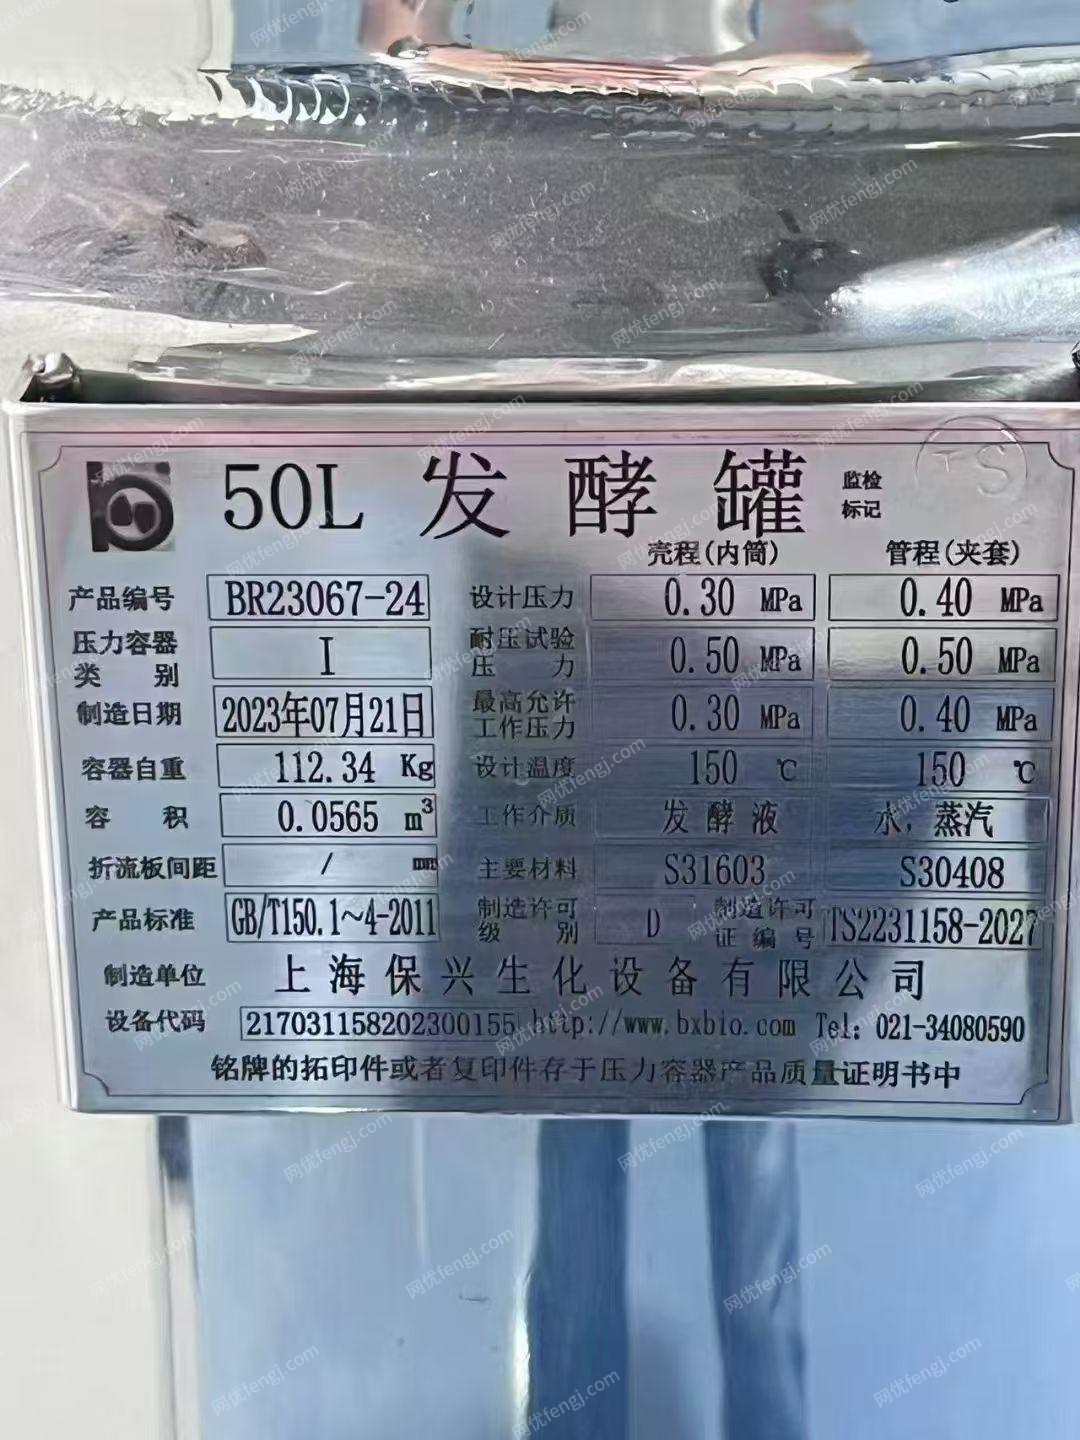 50L 发酵罐 监检标记 TS
壳程(内筒) 管程(夹套)
产品编号 BR23067-24 设计压力 0.30 MPa 0.40 MPa
压力容器类别 I 耐压试验压力 0.50 MPa 0.50 MPa
制造日期 2023年07月21日 最高允许工作压力 0.30 MPa 0.40 MPa
容器自重 112.34 Kg 设计温度 150 ℃ 150 ℃
容积 0.0565 m³ 工作介质 发酵液 水,蒸汽
折流板间距 / mm 主要材料 S31603 S30408
产品标准 GB/T150.1~4-2011 制造许可级别 D 制造许可证编号 TS2231158-2027
制造单位 上海保兴生化设备有限公司
设备代码 217031158202300155 http://www.bxbio.com Tel: 021-34080590
铭牌的拓印件或者复印件存于压力容器产品质量证明书中
网优fengj.com